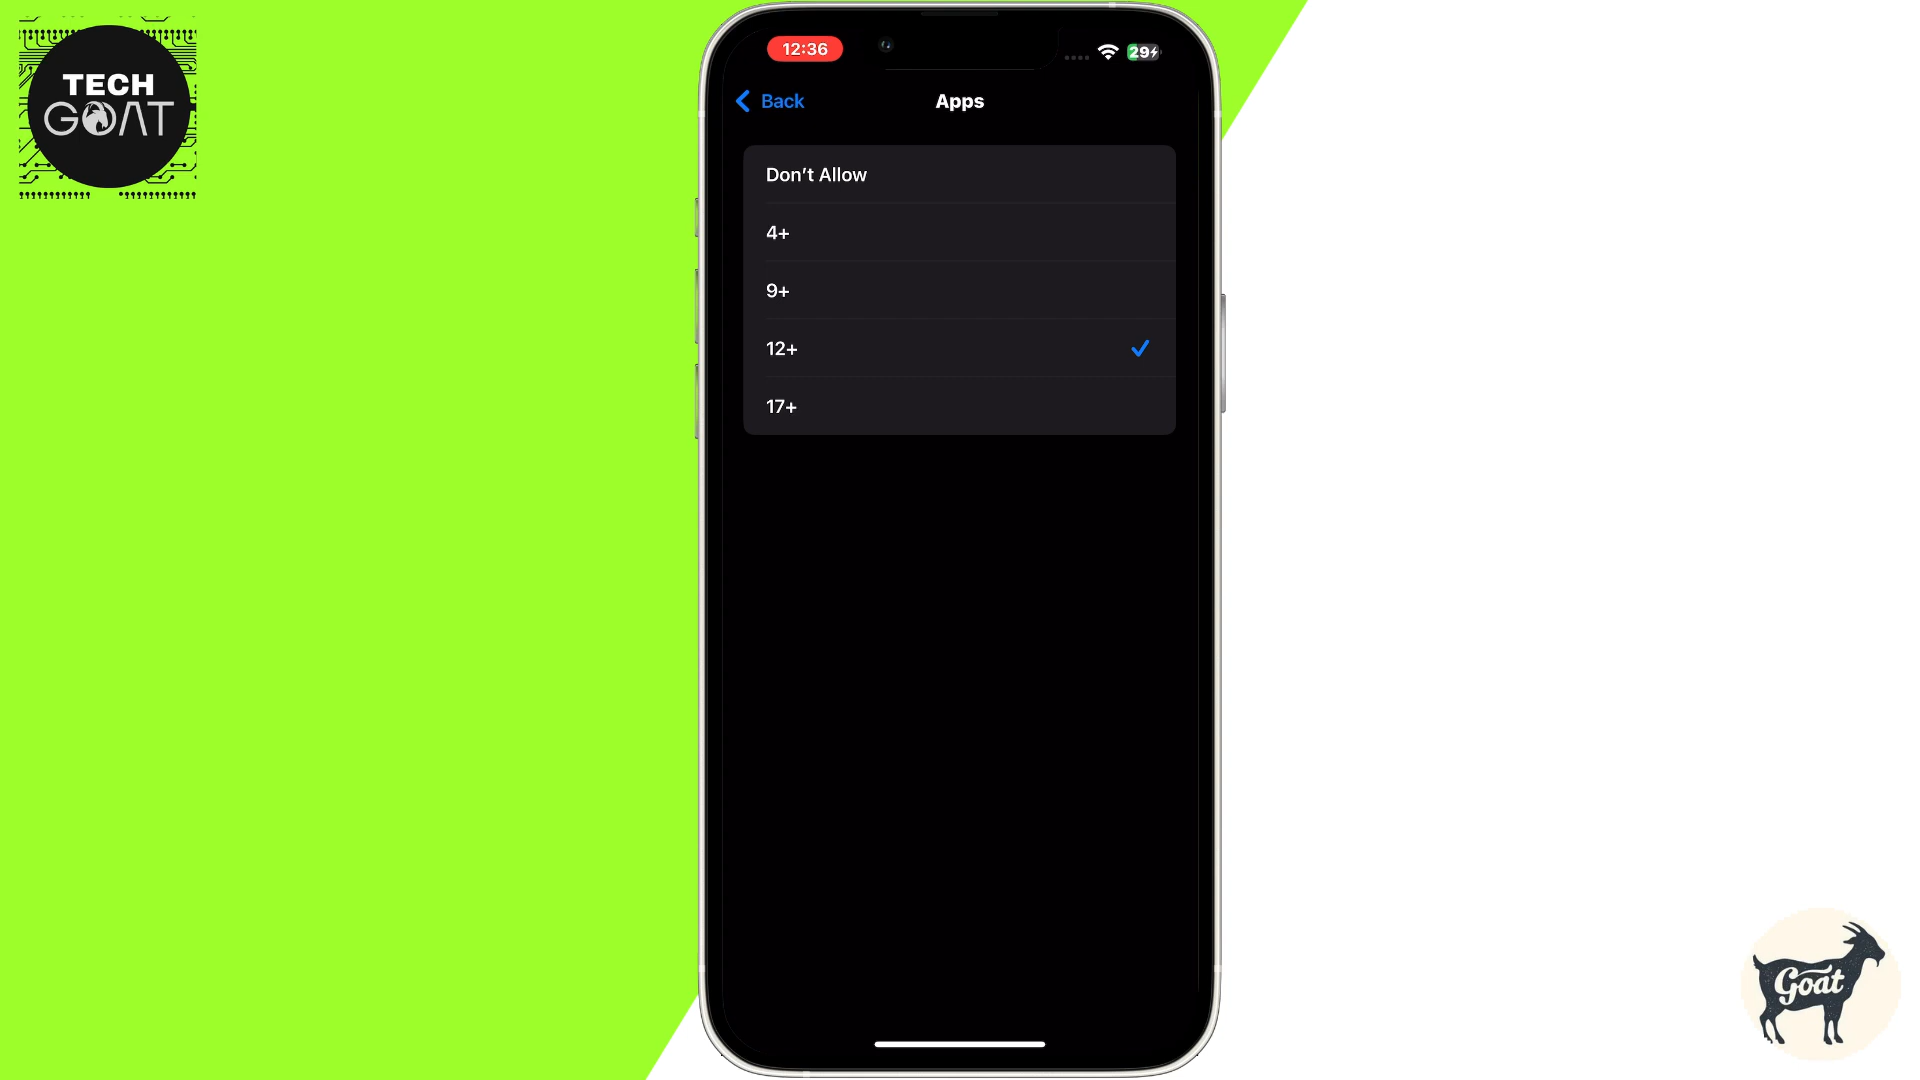 TECH
GOAT
12:36
29
Back
Apps
Don't Allow
4+
9+
12+
17+
Goat